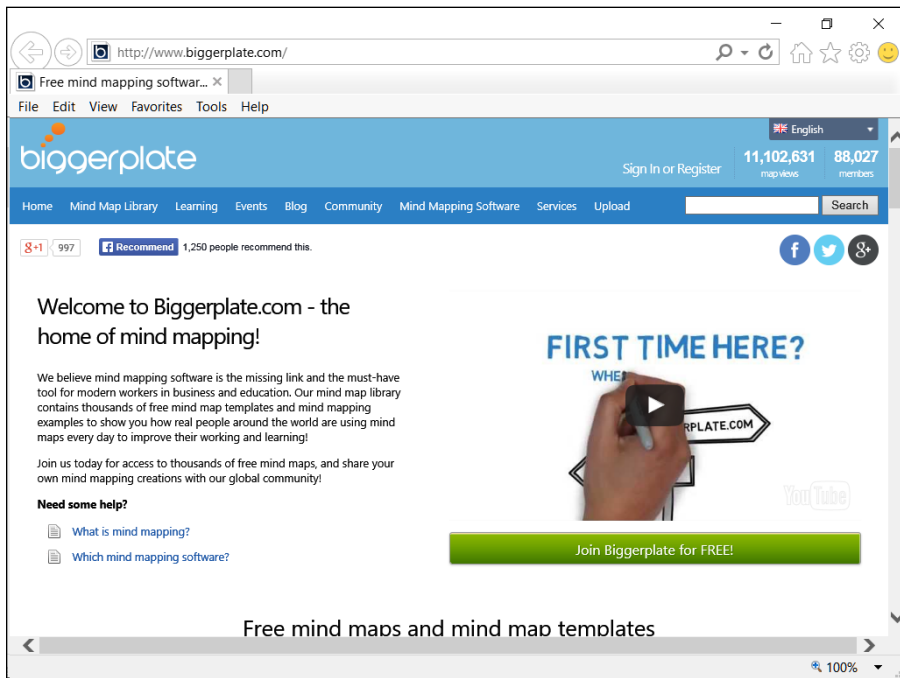 http://www.biggerplate.com/
Free mind mapping softwar...
File Edit View Favorites Tools Help
English
biggerplate
Sign In or Register
11,102,631 88,027
map views members
Home Mind Map Library Learning Events Blog Community Mind Mapping Software Services Upload Search
g+1 997 f Recommend 1,250 people recommend this. f g+
Welcome to Biggerplate.com - the
home of mind mapping!
We believe mind mapping software is the missing link and the must-have
tool for modern workers in business and education. Our mind map library
contains thousands of free mind map templates and mind mapping
examples to show you how real people around the world are using mind
maps every day to improve their working and learning!
Join us today for access to thousands of free mind maps, and share your
own mind mapping creations with our global community!
Need some help?
What is mind mapping?
Which mind mapping software?
FIRST TIME HERE?
WHE
RPLATE.COM
YouTube
Join Biggerplate for FREE!
Free mind maps and mind map templates
100%